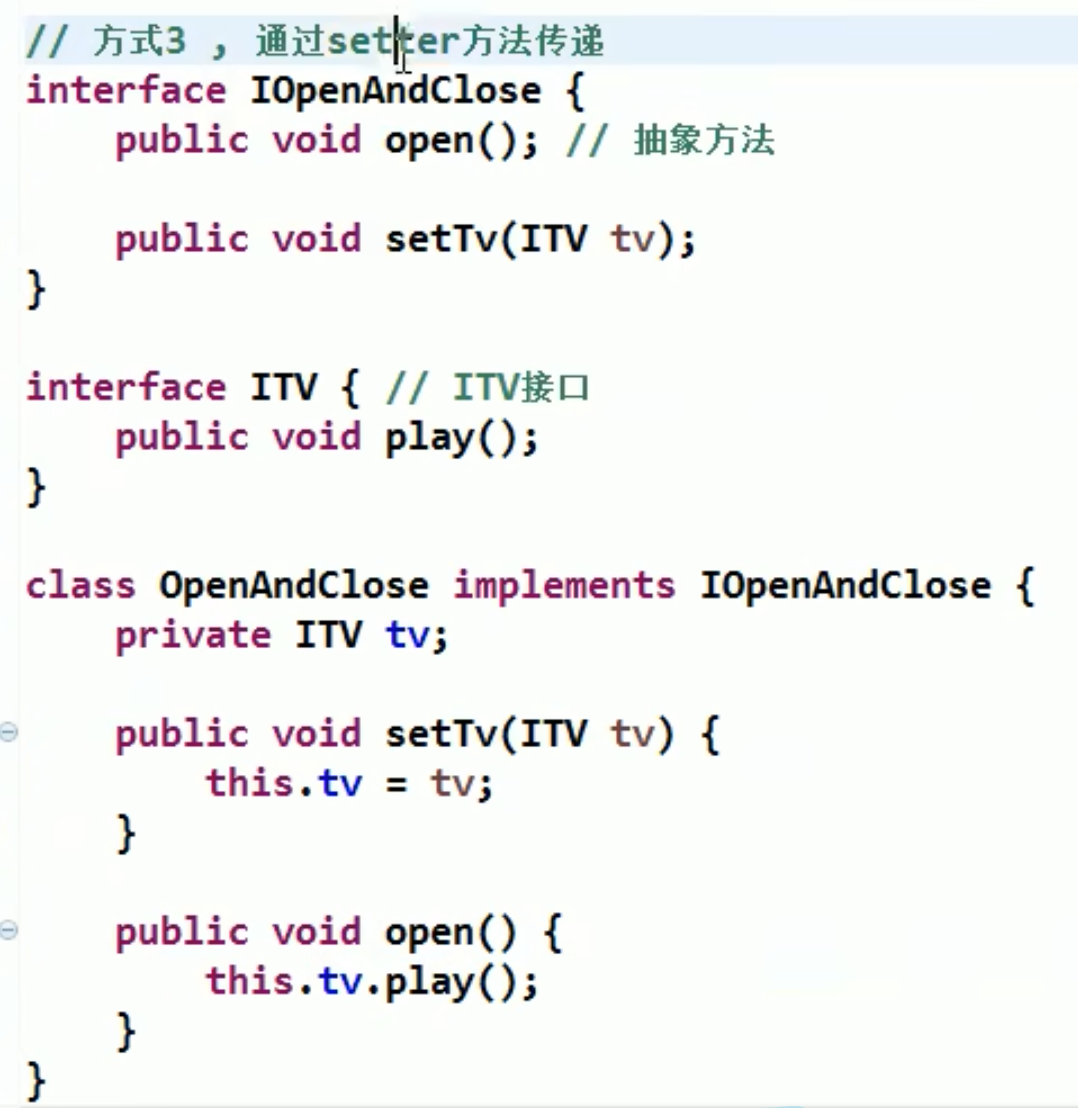 // 方式3 , 通过setter方法传递
interface IOpenAndClose {
    public void open(); // 抽象方法

    public void setTv(ITV tv);
}

interface ITV { // ITV接口
    public void play();
}

class OpenAndClose implements IOpenAndClose {
    private ITV tv;

    public void setTv(ITV tv) {
        this.tv = tv;
    }

    public void open() {
        this.tv.play();
    }
}